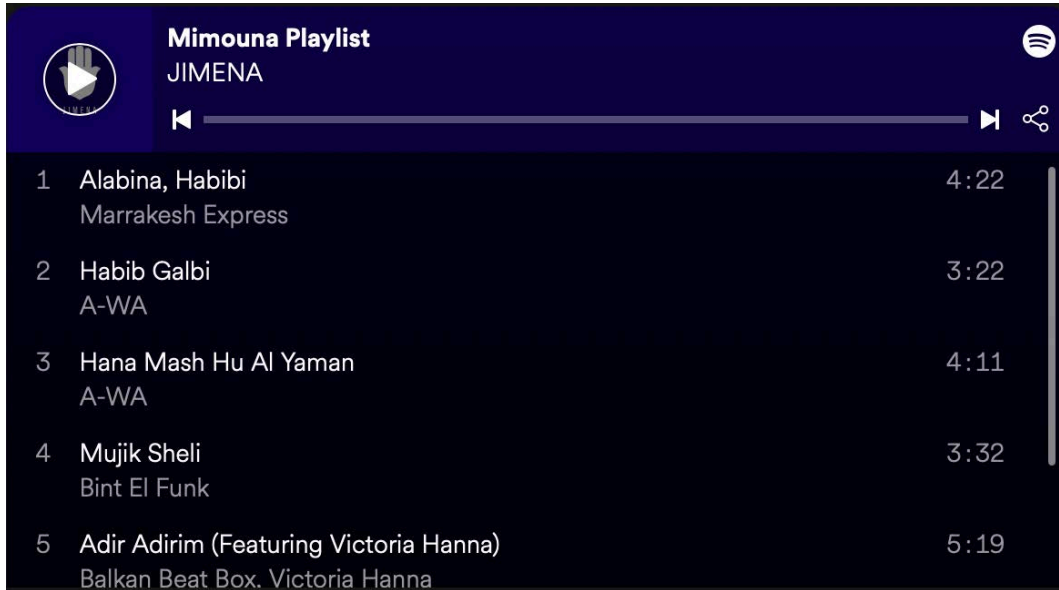 Mimouna Playlist
JIMENA
JIMENA
1 Alabina, Habibi 4:22
Marrakesh Express
2 Habib Galbi 3:22
A-WA
3 Hana Mash Hu Al Yaman 4:11
A-WA
4 Mujik Sheli 3:32
Bint El Funk
5 Adir Adirim (Featuring Victoria Hanna) 5:19
Balkan Beat Box. Victoria Hanna